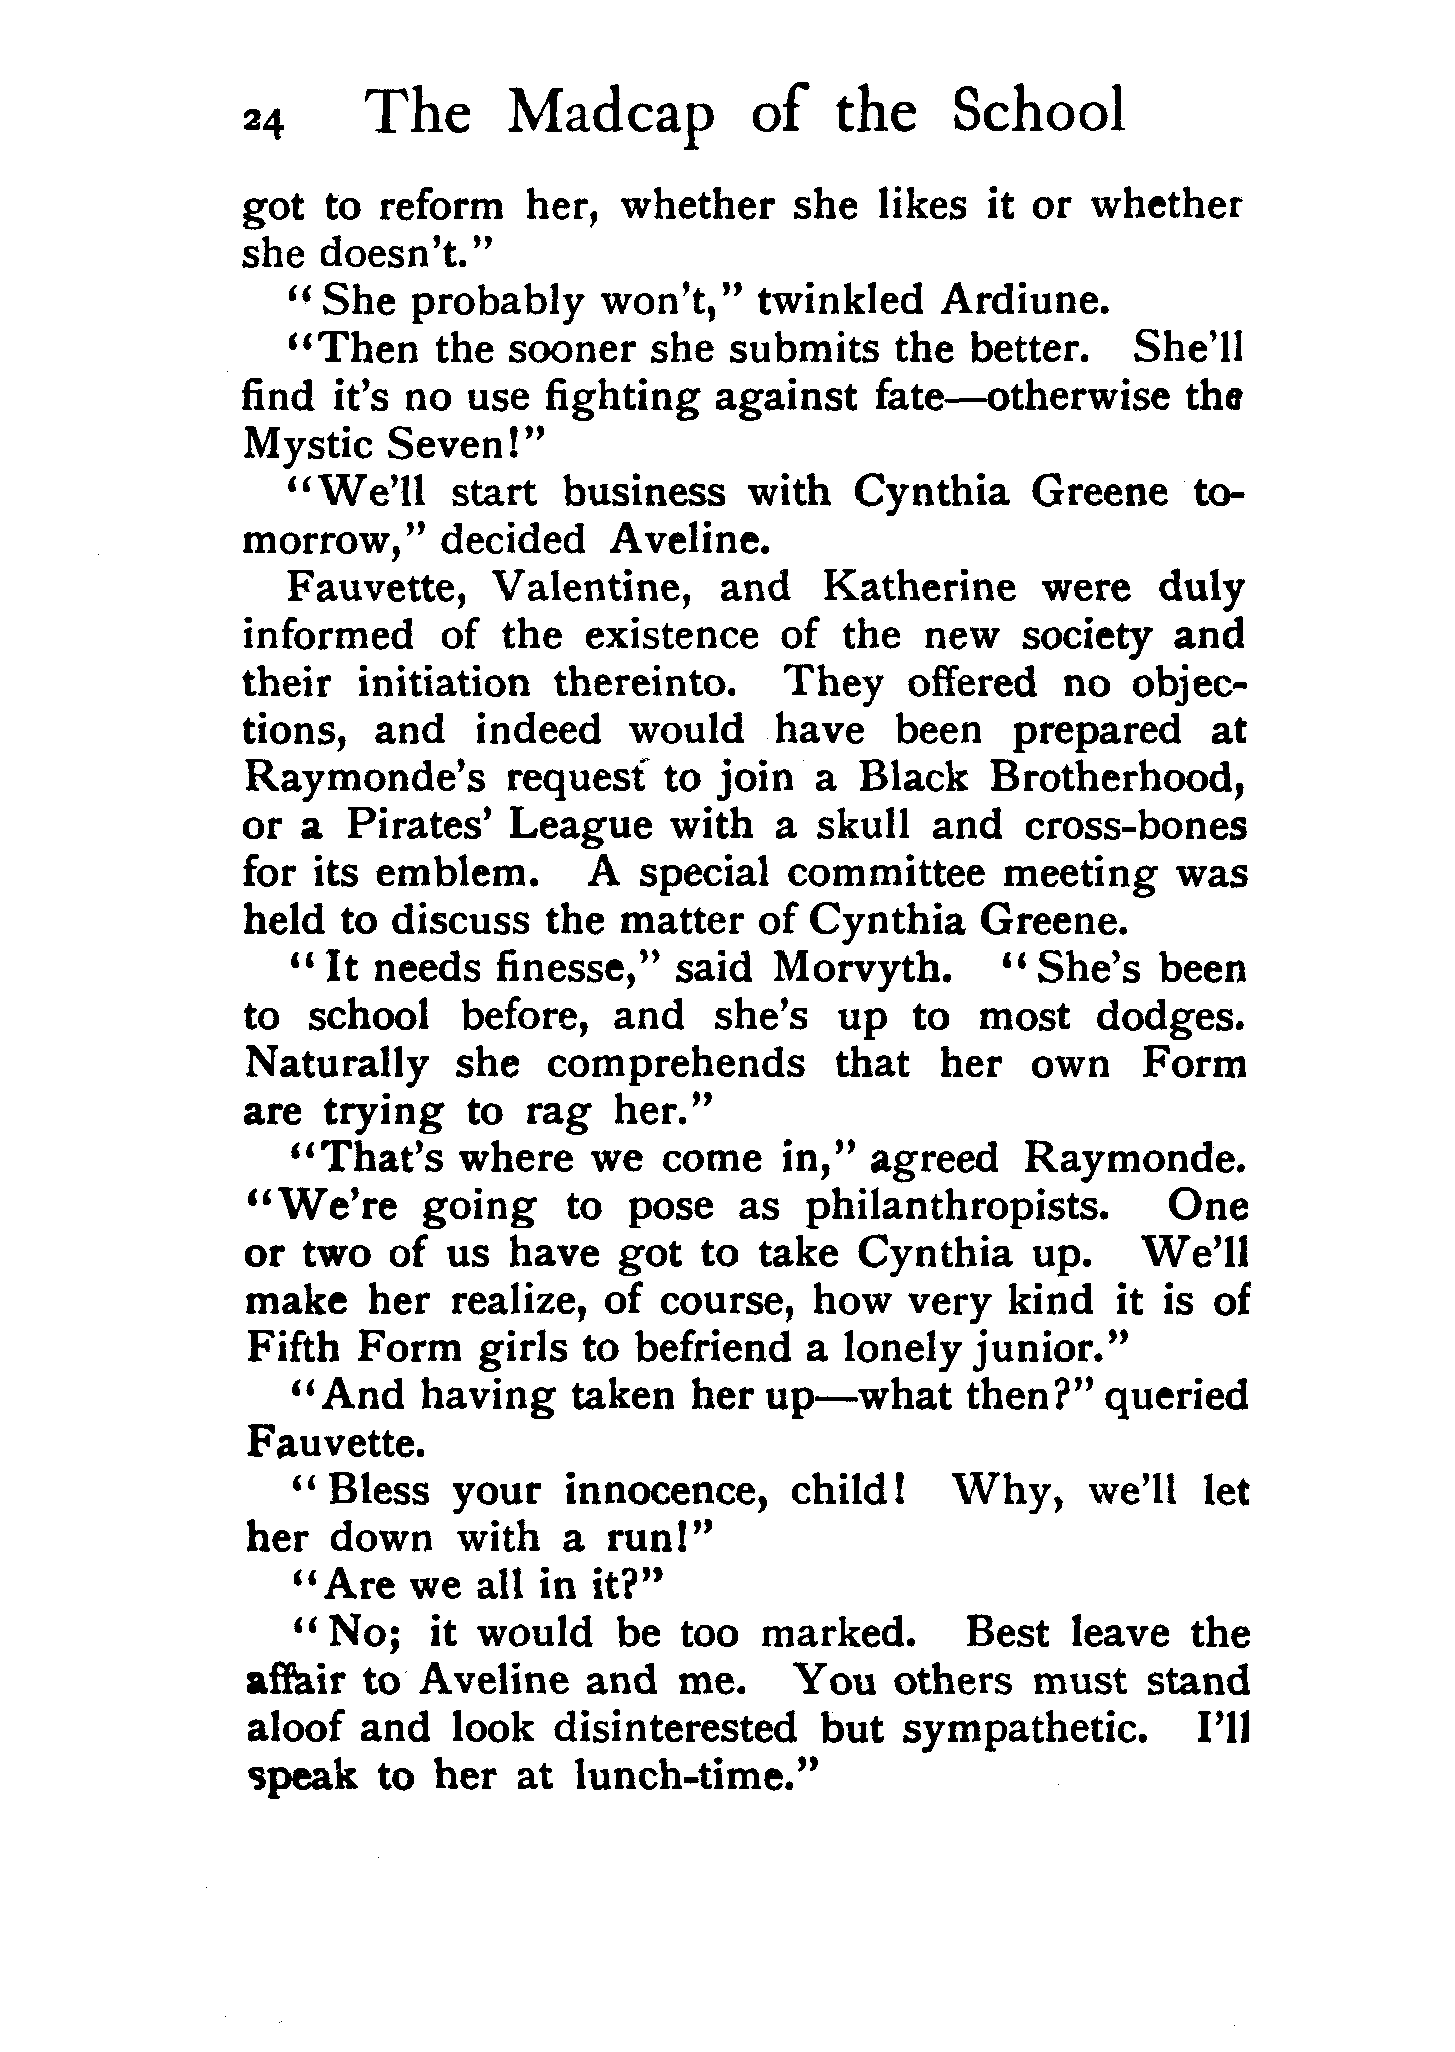 24 The Madcap of the School
got to reform her, whether she likes it or whether
she doesn't."
"She probably won't," twinkled Ardiune.
"Then the sooner she submits the better. She'll
find it's no use fighting against fate—otherwise the
Mystic Seven!"
"We'll start business with Cynthia Greene to-
morrow," decided Aveline.
Fauvette, Valentine, and Katherine were duly
informed of the existence of the new society and
their initiation thereinto. They offered no objec-
tions, and indeed would have been prepared at
Raymonde's request to join a Black Brotherhood,
or a Pirates' League with a skull and cross-bones
for its emblem. A special committee meeting was
held to discuss the matter of Cynthia Greene.
"It needs finesse," said Morvyth. "She's been
to school before, and she's up to most dodges.
Naturally she comprehends that her own Form
are trying to rag her."
"That's where we come in," agreed Raymonde.
"We're going to pose as philanthropists. One
or two of us have got to take Cynthia up. We'll
make her realize, of course, how very kind it is of
Fifth Form girls to befriend a lonely junior."
"And having taken her up—what then?" queried
Fauvette.
"Bless your innocence, child! Why, we'll let
her down with a run!"
"Are we all in it?"
"No; it would be too marked. Best leave the
affair to Aveline and me. You others must stand
aloof and look disinterested but sympathetic. I'll
speak to her at lunch-time."